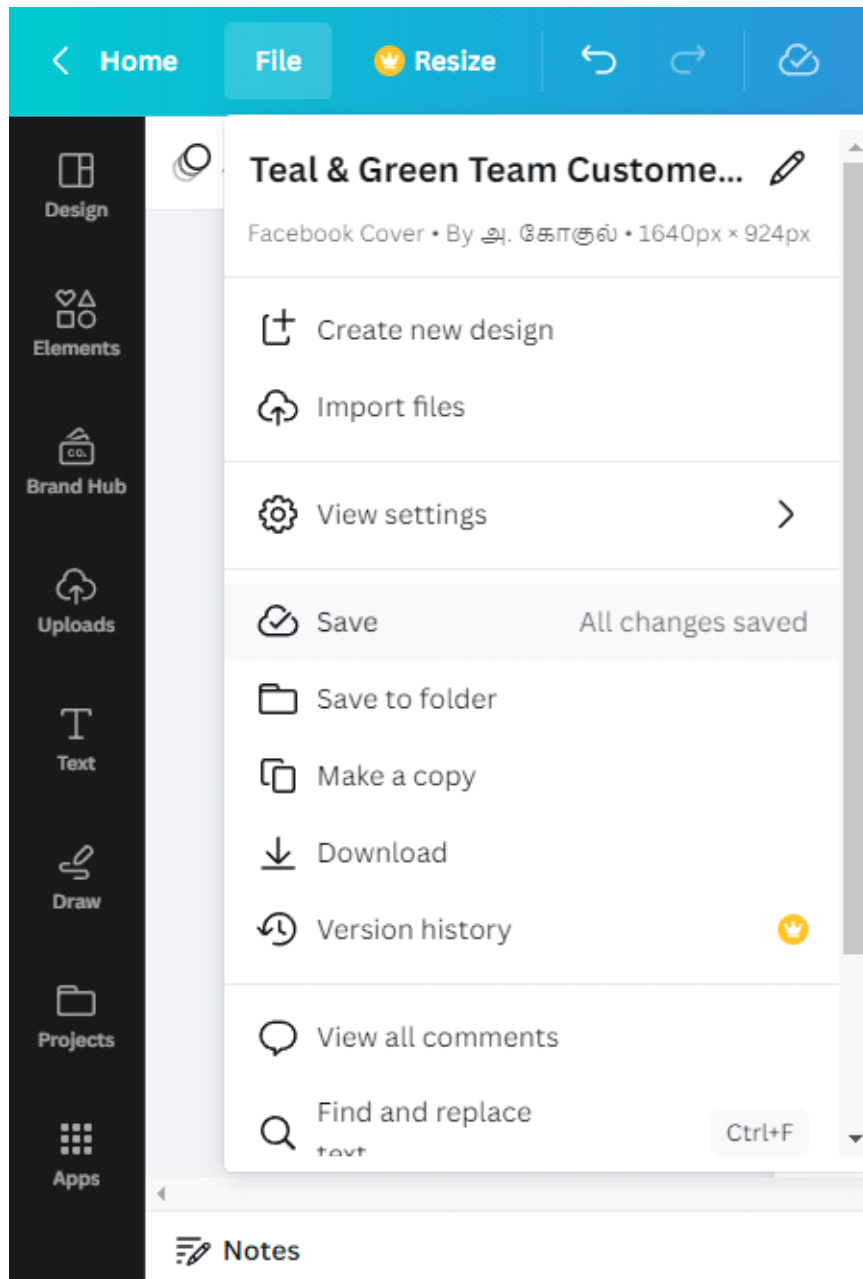 Home File Resize
Design
Elements
Brand Hub
CO.
Uploads
Text
Draw
Projects
Apps
Teal & Green Team Custome...
Facebook Cover • By அ. கோகுல் • 1640px × 924px
Create new design
Import files
View settings
Save All changes saved
Save to folder
Make a copy
Download
Version history
View all comments
Find and replace
text
Ctrl+F
Notes